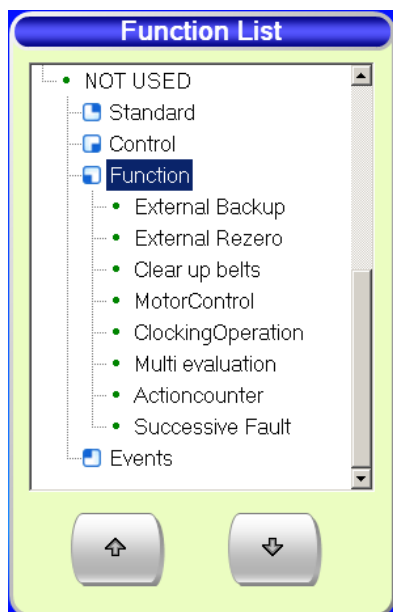 Function List
NOT USED
Standard
Control
Function
External Backup
External Rezero
Clear up belts
MotorControl
ClockingOperation
Multi evaluation
Actioncounter
Successive Fault
Events